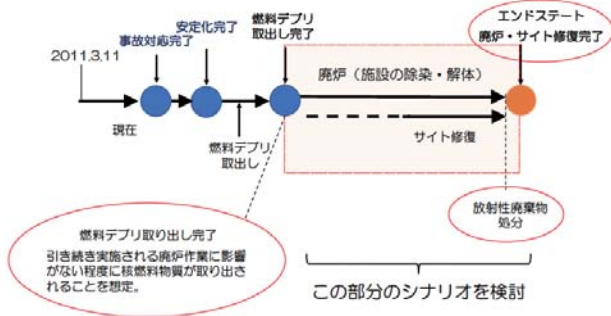 エンドステート
廃炉・サイト修復完了
燃料デブリ
取出し完了
安定化完了
事故対応完了
2011.3.11
廃炉（施設の除染・解体）
現在
燃料デブリ
取出し
サイト修復
放射性廃棄物
処分
燃料デブリ取り出し完了
引き続き実施される廃炉作業に影響
がない程度に核燃料物質が取り出さ
れることを想定。
この部分のシナリオを検討